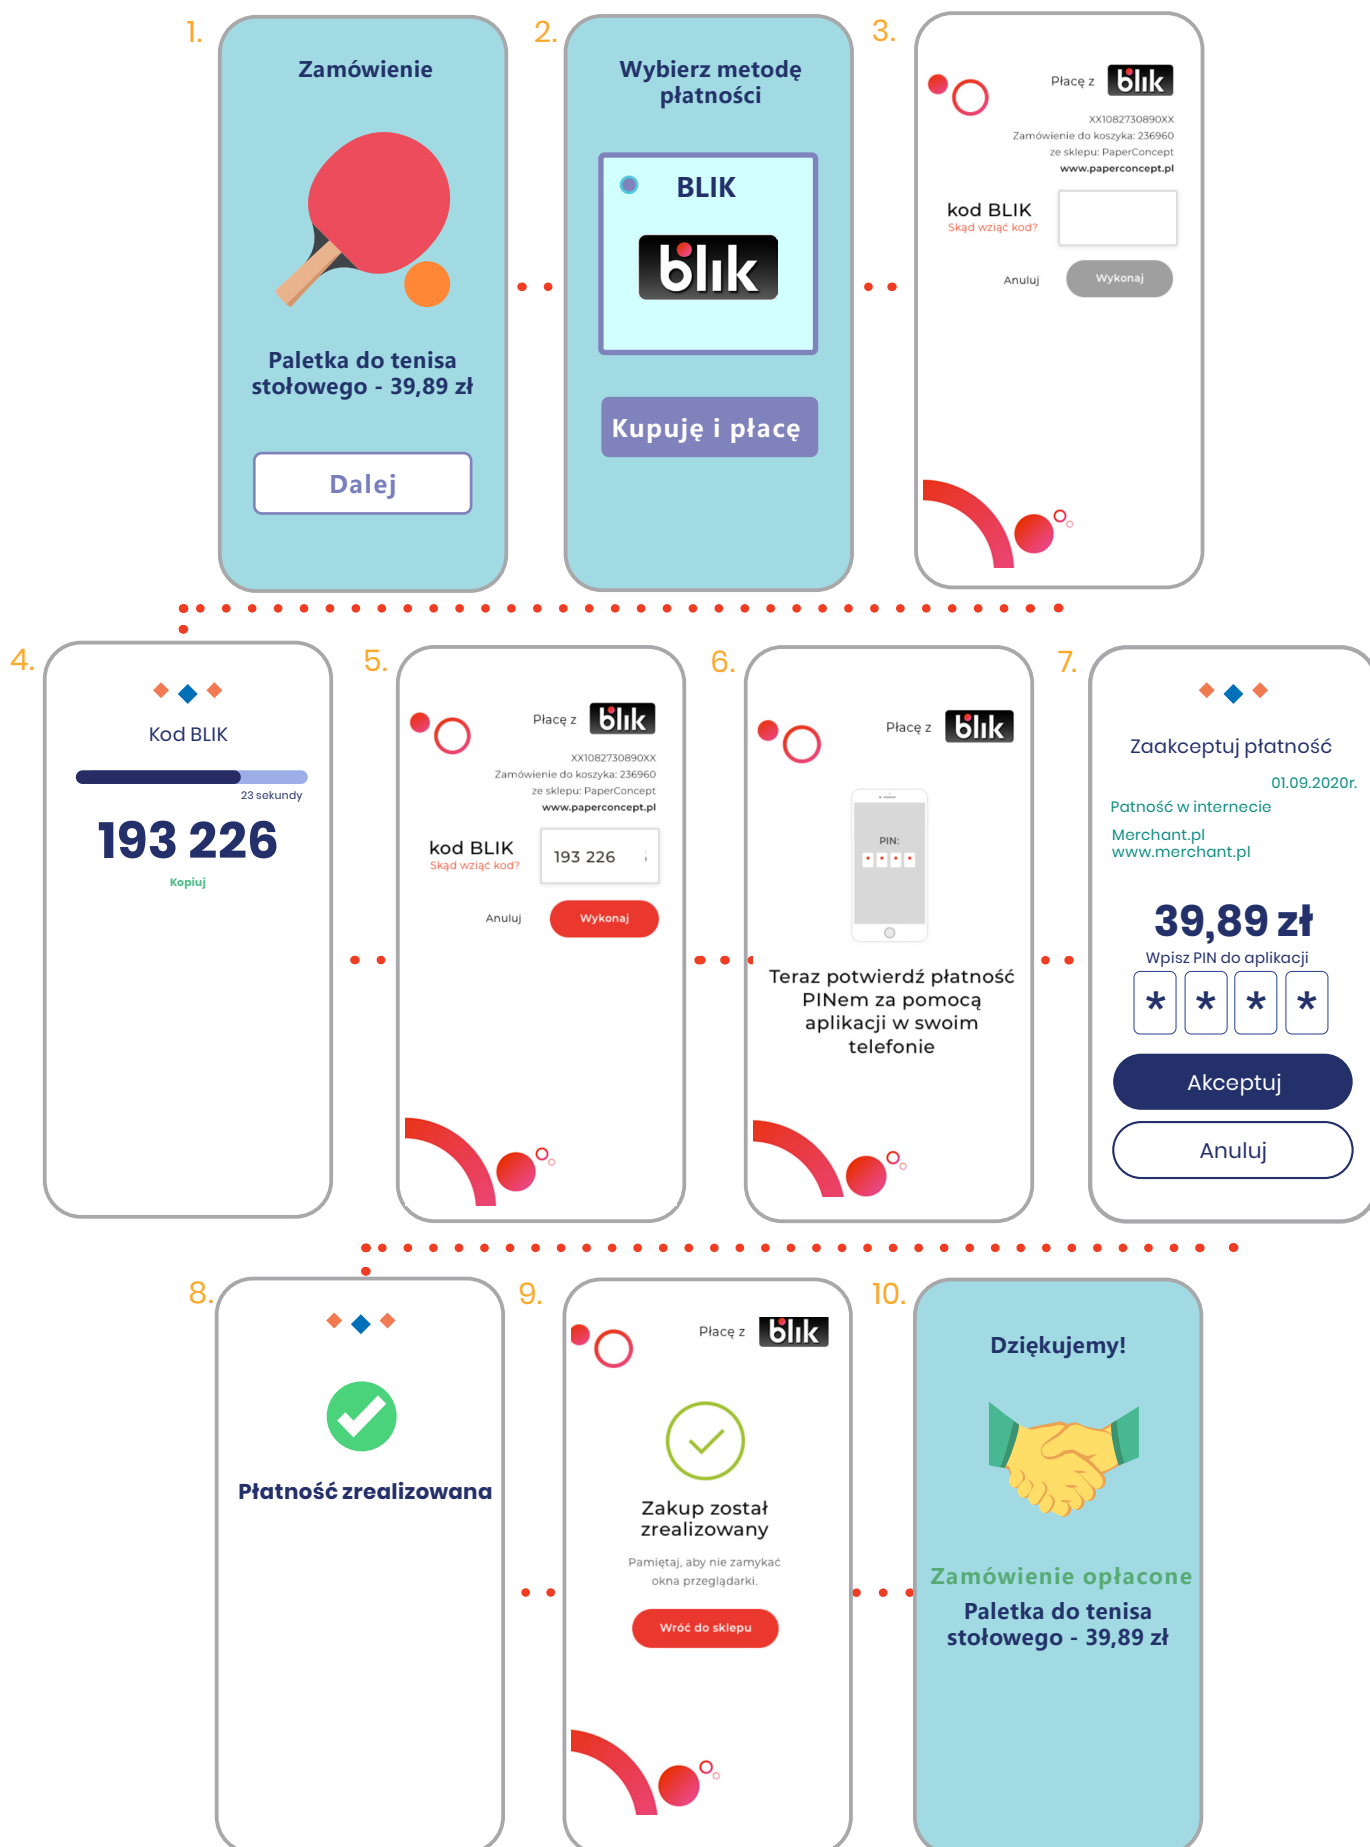 1.
Zamówienie
Paletka do tenisa
stołowego - 39,89 zł
Dalej
2.
Wybierz metodę
płatności
BLIK
blik
Kupuję i płacę
3.
Płacę z blik
XX1082730890XX
Zamówienie do koszyka: 236960
ze sklepu: PaperConcept
www.paperconcept.pl
kod BLIK
Skąd wziąć kod?
Anuluj
Wykonaj
4.
Kod BLIK
23 sekundy
193 226
Kopiuj
5.
Płacę z blik
XX1082730890XX
Zamówienie do koszyka: 236960
ze sklepu: PaperConcept
www.paperconcept.pl
kod BLIK
193 226
Skąd wziąć kod?
Anuluj
Wykonaj
6.
Płacę z blik
PIN:
* * * *
Teraz potwierdź płatność
PINem za pomocą
aplikacji w swoim
telefonie
7.
Zaakceptuj płatność
01.09.2020r.
Patność w internecie
Merchant.pl
www.merchant.pl
39,89 zł
Wpisz PIN do aplikacji
* * * *
Akceptuj
Anuluj
8.
Płatność zrealizowana
9.
Płacę z blik
Zakup został
zrealizowany
Pamiętaj, aby nie zamykać
okna przeglądarki.
Wróć do sklepu
10.
Dziękujemy!
Zamówienie opłacone
Paletka do tenisa
stołowego - 39,89 zł